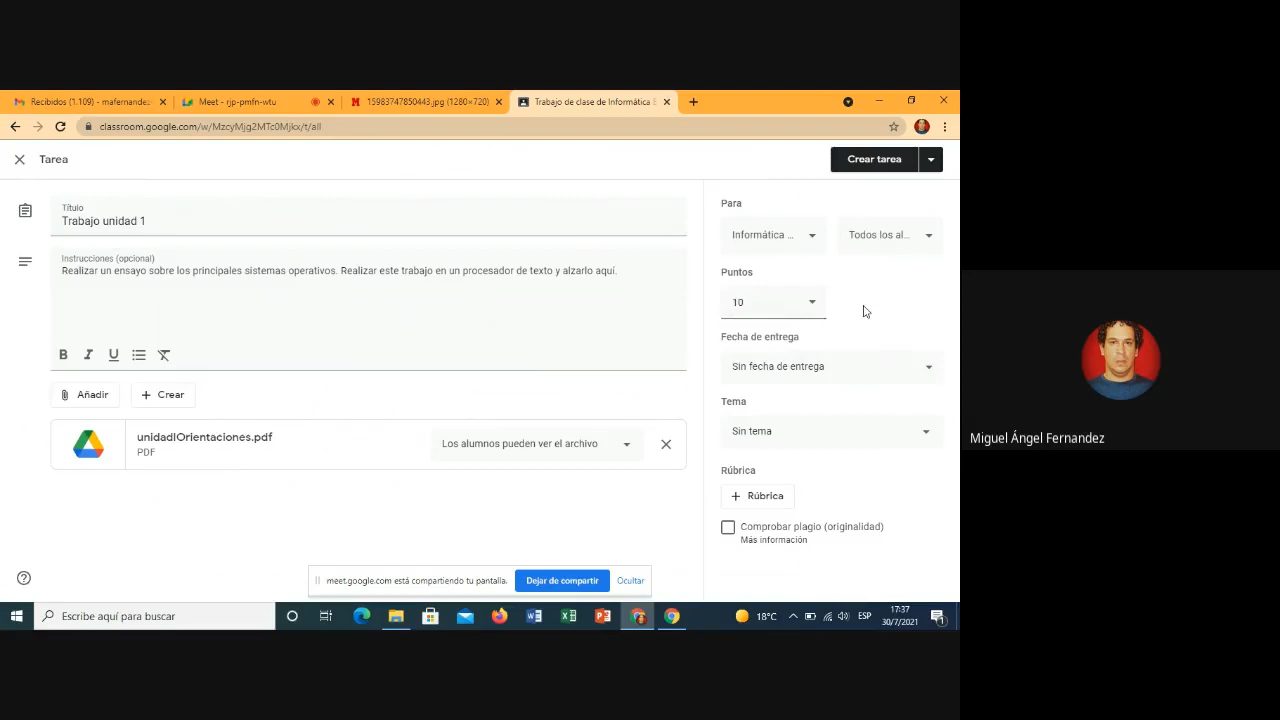 Recibidos (1.109) - mafernandez
Meet - rjp-pmfn-wtu
15983747850443.jpg (1280×720)
Trabajo de clase de Informática E
classroom.google.com/w/MzcyMjg2MTc0Mjkx/t/all
Tarea
Crear tarea
Título
Trabajo unidad 1
Instrucciones (opcional)
Realizar un ensayo sobre los principales sistemas operativos. Realizar este trabajo en un procesador de texto y alzarlo aquí.
B I U
Añadir
Crear
unidadIOrientaciones.pdf
PDF
Los alumnos pueden ver el archivo
Para
Informática ...
Todos los al...
Puntos
10
Fecha de entrega
Sin fecha de entrega
Tema
Sin tema
Rúbrica
Rúbrica
Comprobar plagio (originalidad)
Más información
meet.google.com está compartiendo tu pantalla.
Dejar de compartir
Ocultar
Escribe aquí para buscar
18°C
ESP
17:37
30/7/2021
1
Miguel Ángel Fernandez